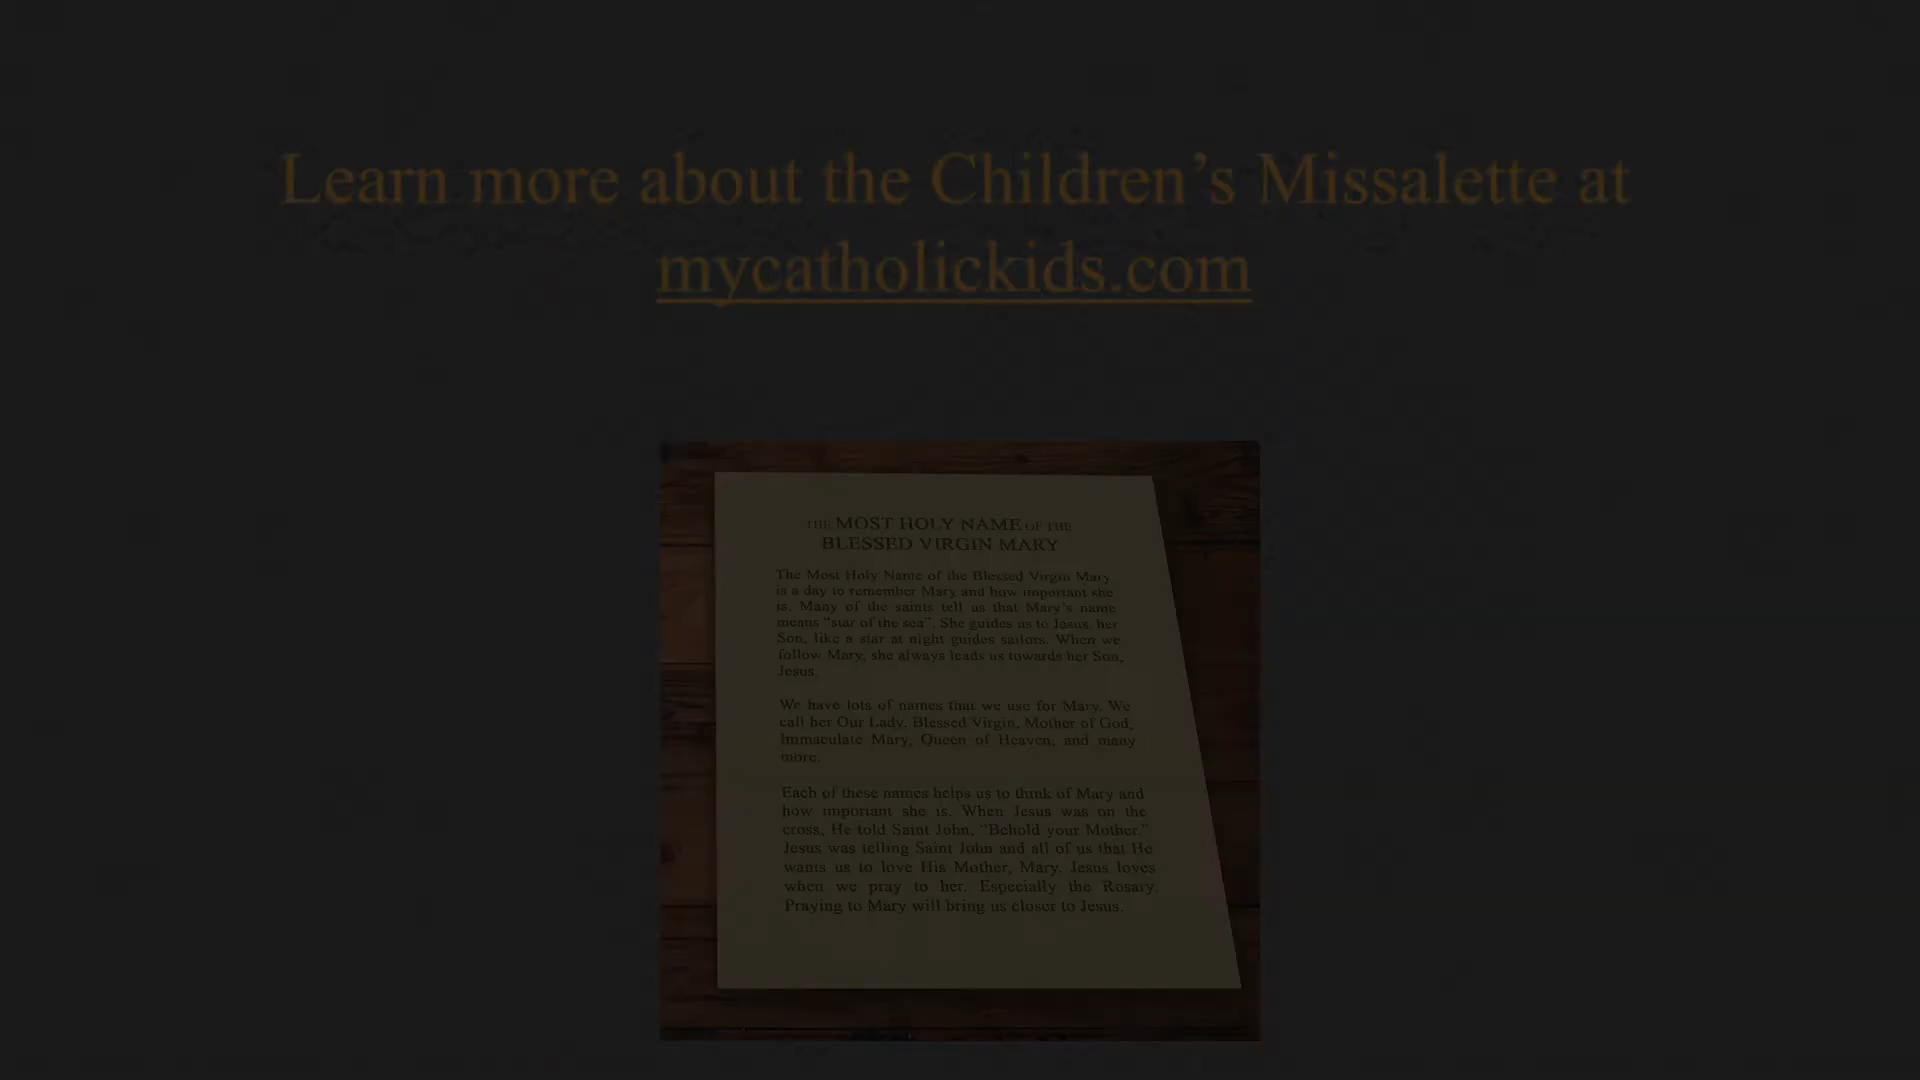 Learn more about the Children’s Missalette at
mycatholickids.com
THE MOST HOLY NAME OF THE
BLESSED VIRGIN MARY
The Most Holy Name of the Blessed Virgin Mary
is a day to remember Mary and how important she
is. Many of the saints tell us that Mary’s name
means “star of the sea”. She guides us to Jesus, her
Son, like a star at night guides sailors. When we
follow Mary, she always leads us towards her Son,
Jesus.
We have lots of names that we use for Mary. We
call her Our Lady, Blessed Virgin, Mother of God,
Immaculate Mary, Queen of Heaven, and many
more.
Each of these names helps us to think of Mary and
how important she is. When Jesus was on the
cross, He told Saint John, “Behold your Mother.”
Jesus was telling Saint John and all of us that He
wants us to love His Mother, Mary. Jesus loves
when we pray to her. Especially the Rosary.
Praying to Mary will bring us closer to Jesus.